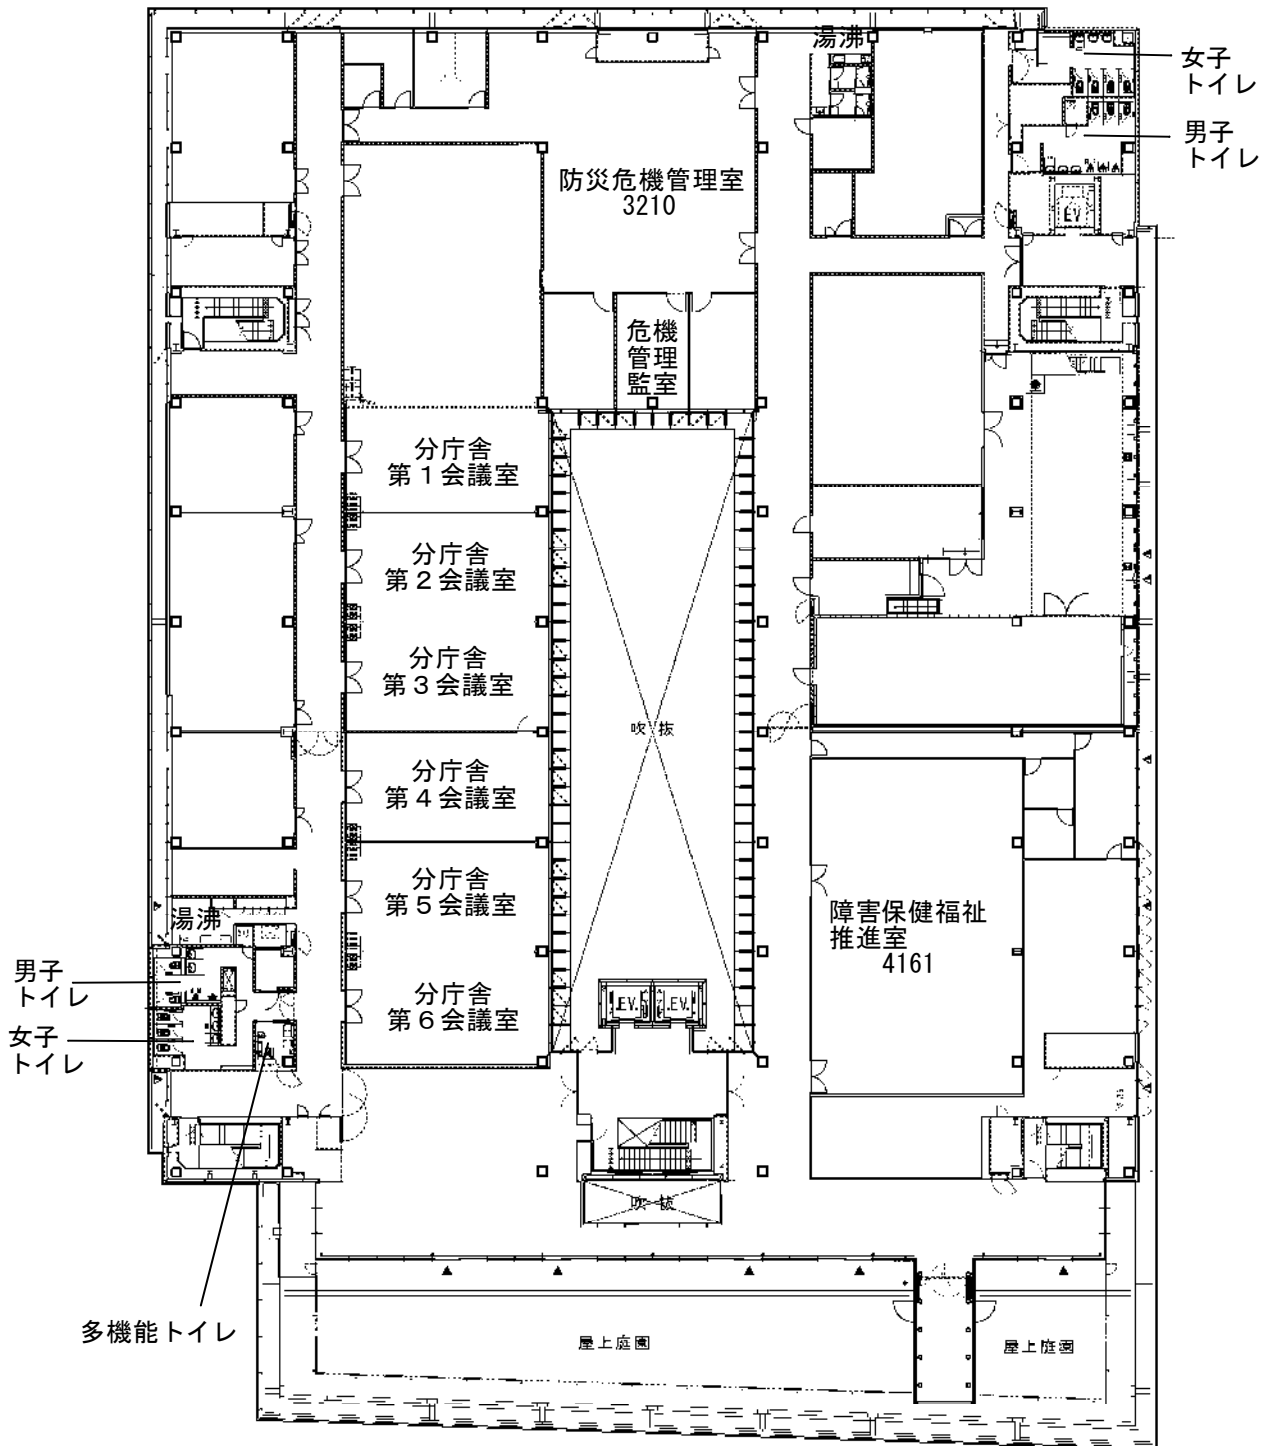 湯沸
女子
トイレ
男子
トイレ
防災危機管理室
3210
EV
危機
管理
監室
分庁舎
第１会議室
分庁舎
第２会議室
分庁舎
第３会議室
吹 抜
分庁舎
第４会議室
分庁舎
第５会議室
障害保健福祉
推進室
4161
湯沸
男子
トイレ
EV.
EV.
分庁舎
第６会議室
女子
トイレ
吹 抜
多機能トイレ
屋上庭園
屋上庭園